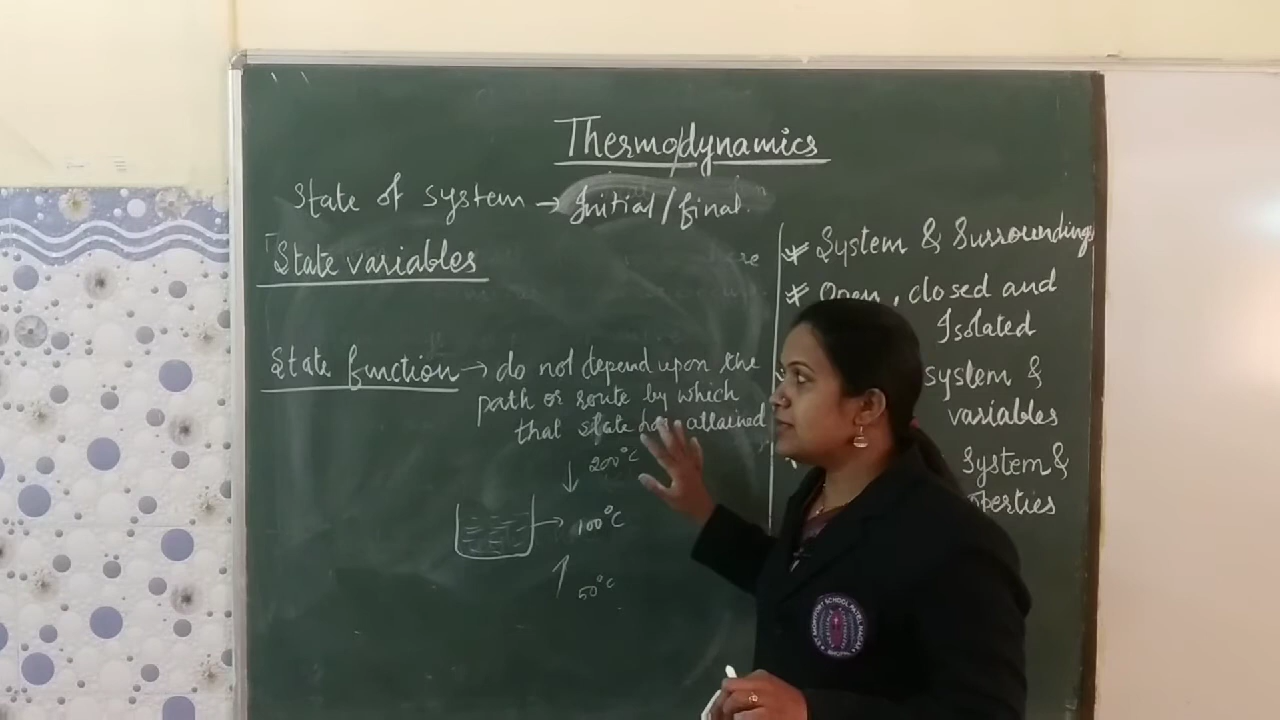 Thermodynamics
State of system → Initial/final.
State variables
State function → do not depend upon the
path or route by which
that state has attained
200°C
100°C
50°C
* System & Surroundings
* Open, closed and
Isolated
system &
variables
System &